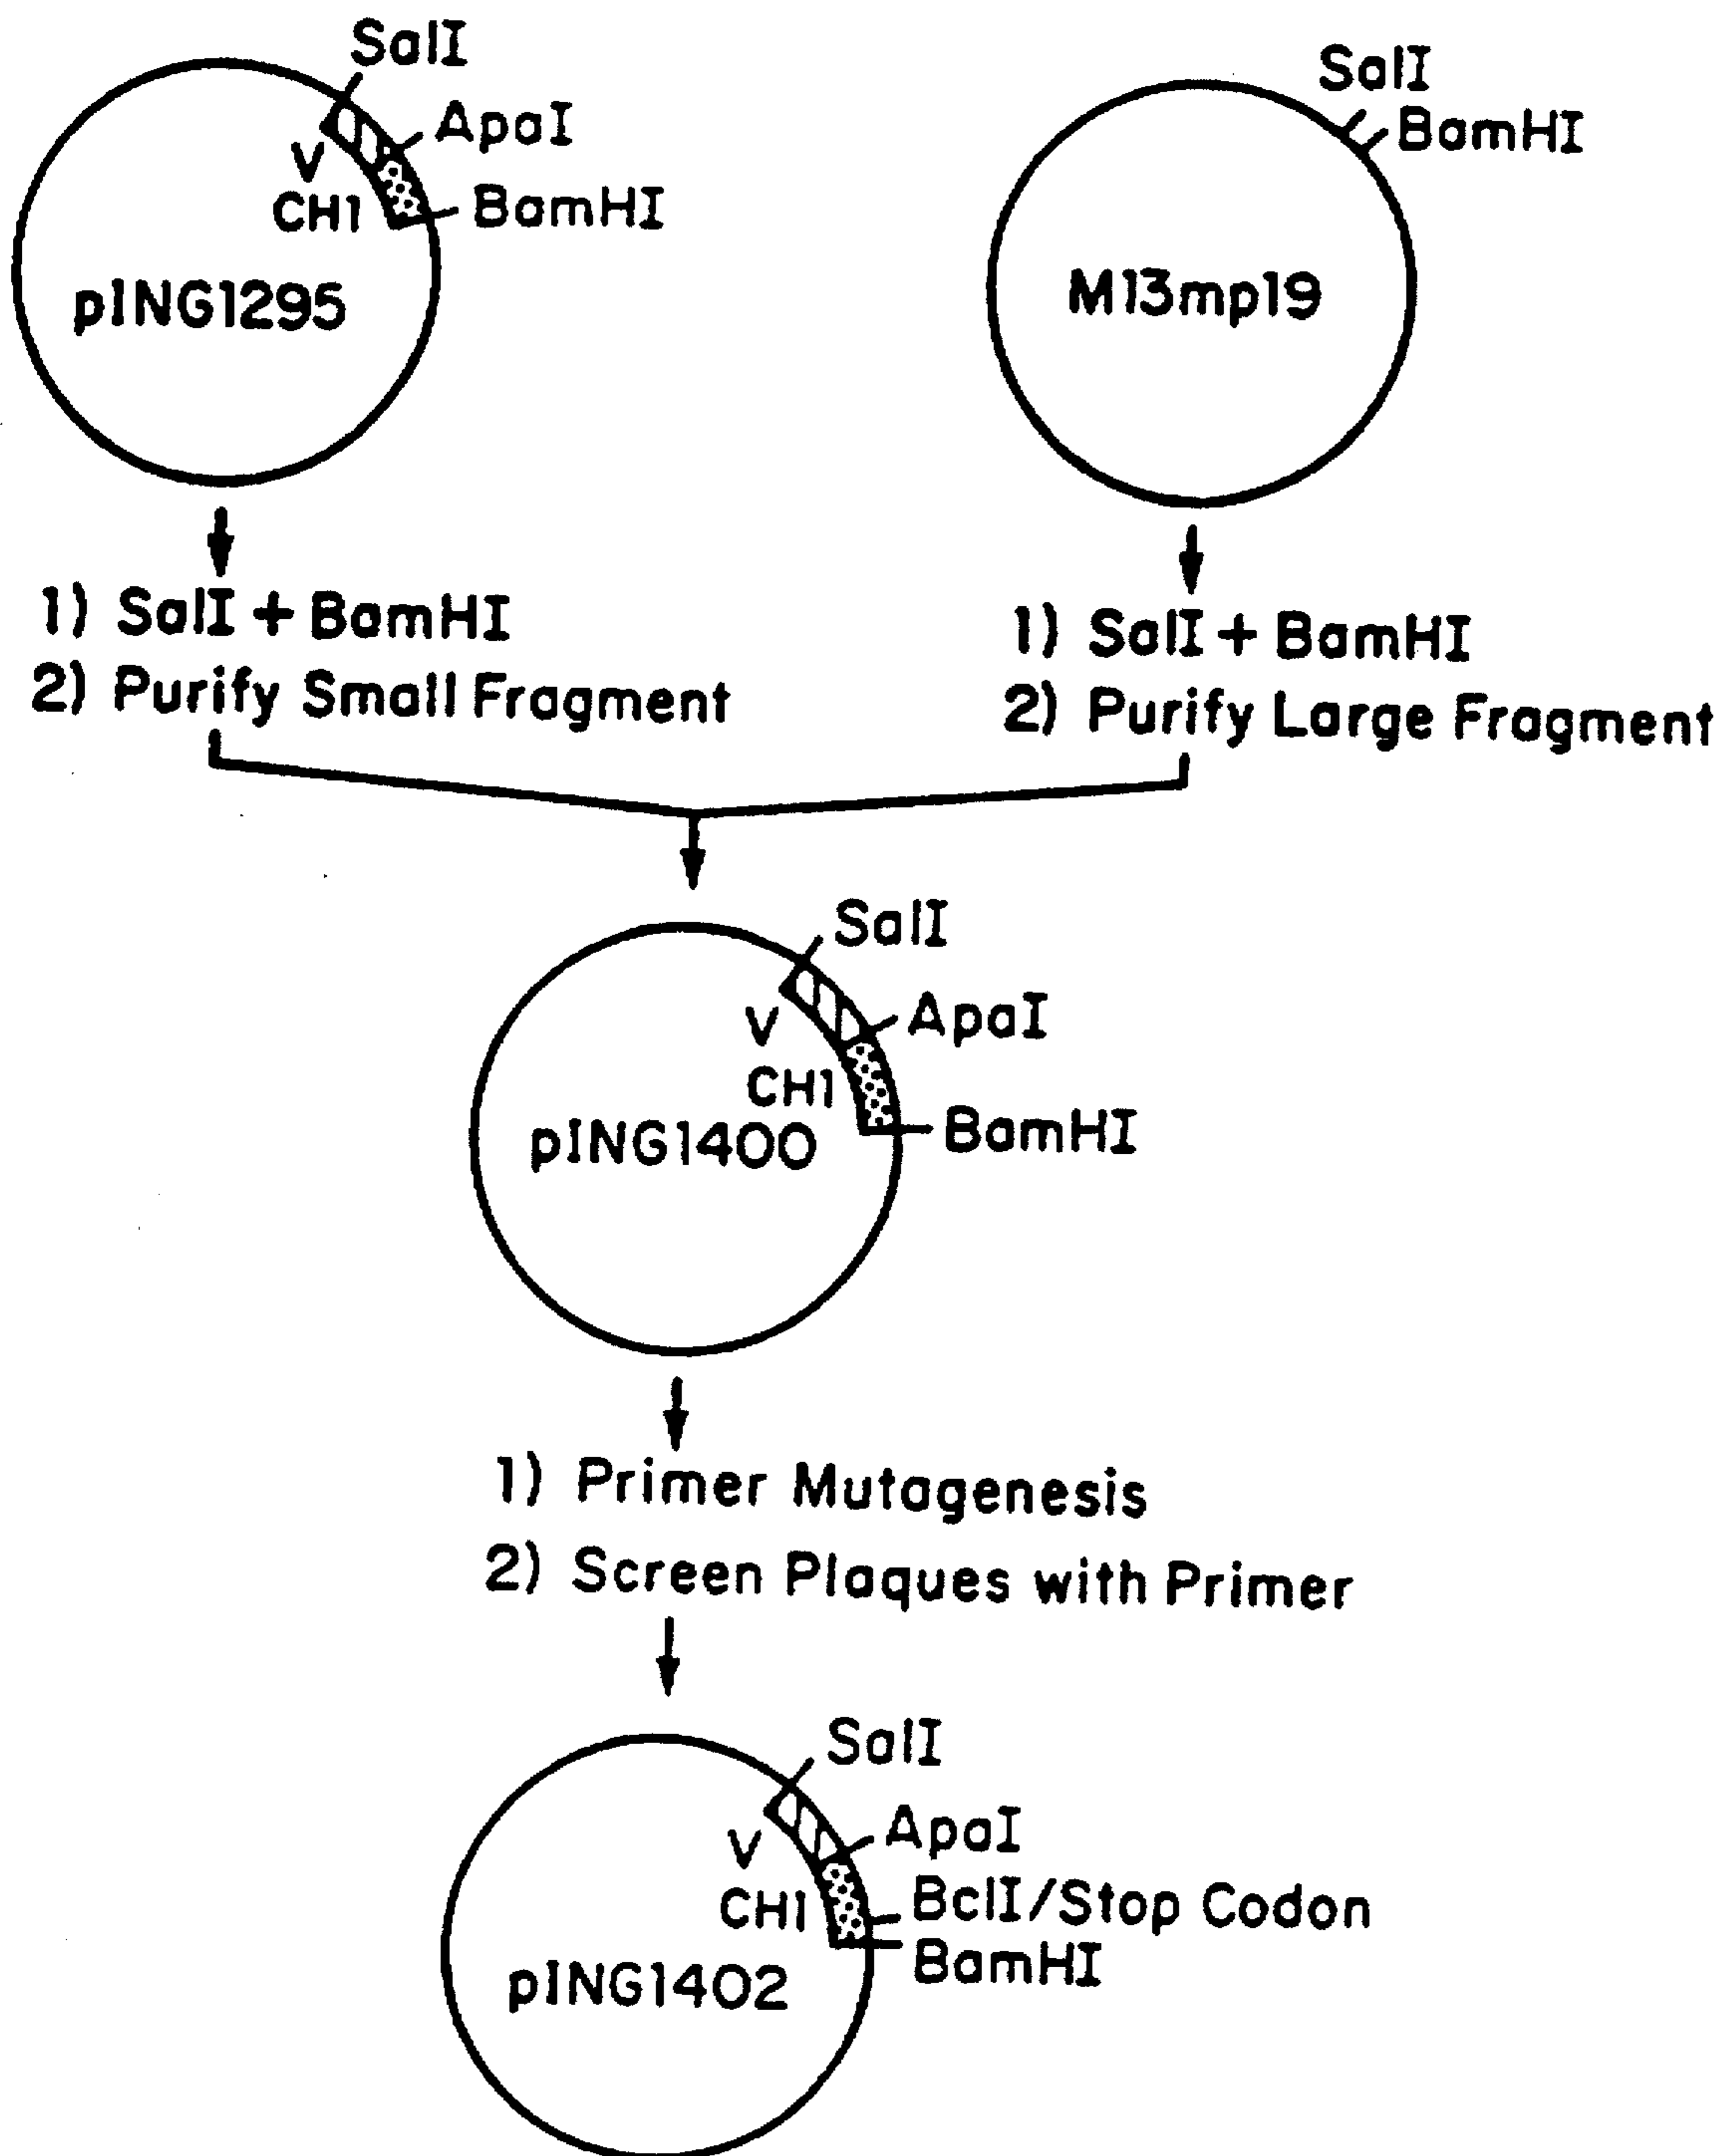 SalI
ApaI
V
CH1
BamHI
pING1295
SalI
BamHI
M13mp19
1) SalI + BamHI
2) Purify Small Fragment
1) SalI + BamHI
2) Purify Large Fragment
SalI
ApaI
V
CH1
BamHI
pING1400
1) Primer Mutagenesis
2) Screen Plaques with Primer
SalI
ApaI
V
BclI/Stop Codon
CH1
BamHI
pING1402